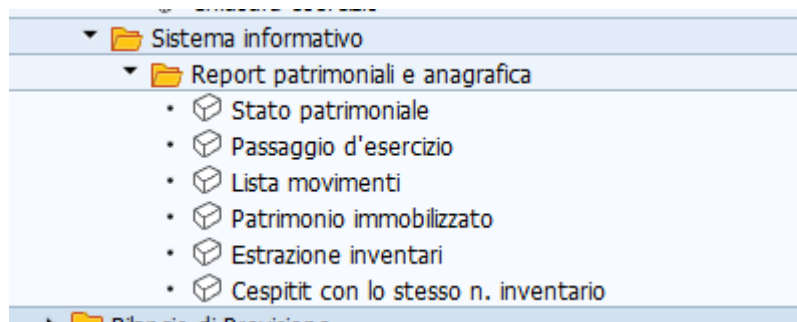 Sistema informativo
Report patrimoniali e anagrafica
Stato patrimoniale
Passaggio d'esercizio
Lista movimenti
Patrimonio immobilizzato
Estrazione inventari
Cespitit con lo stesso n. inventario